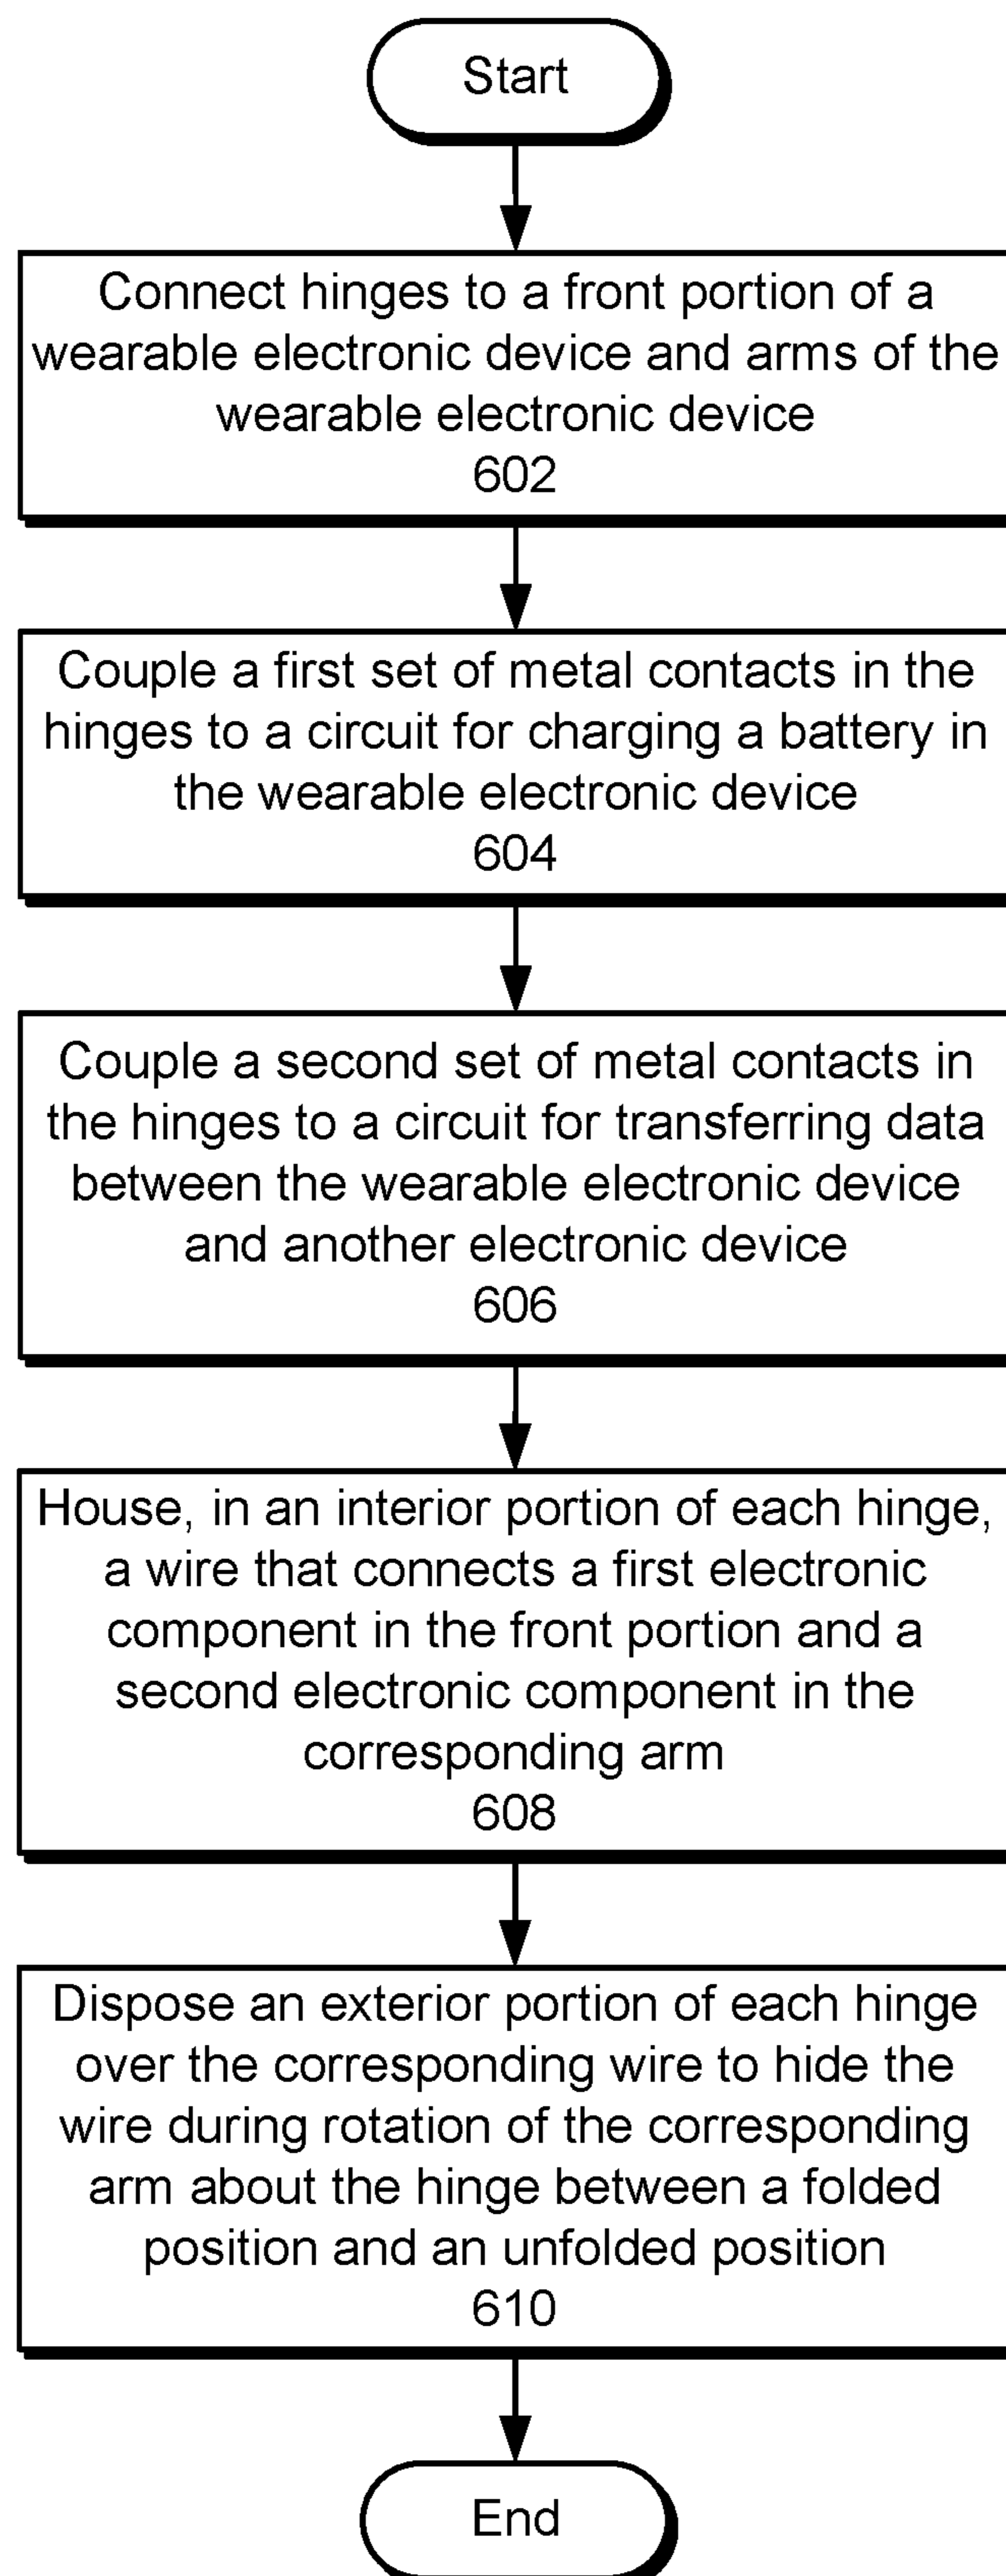 Start
Connect hinges to a front portion of a
wearable electronic device and arms of the
wearable electronic device
602
Couple a first set of metal contacts in the
hinges to a circuit for charging a battery in
the wearable electronic device
604
Couple a second set of metal contacts in
the hinges to a circuit for transferring data
between the wearable electronic device
and another electronic device
606
House, in an interior portion of each hinge,
a wire that connects a first electronic
component in the front portion and a
second electronic component in the
corresponding arm
608
Dispose an exterior portion of each hinge
over the corresponding wire to hide the
wire during rotation of the corresponding
arm about the hinge between a folded
position and an unfolded position
610
End